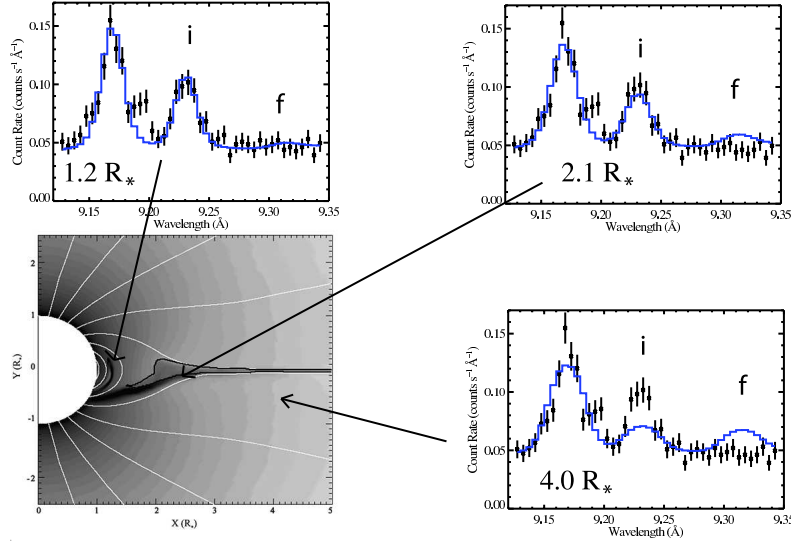 0.15
0.10
0.05
0.00
Count Rate (counts s⁻¹ Å⁻¹)
i
f
1.2 R*
9.15 9.20 9.25 9.30 9.35
Wavelength (Å)
0.15
0.10
0.05
0.00
Count Rate (counts s⁻¹ Å⁻¹)
i
f
2.1 R*
9.15 9.20 9.25 9.30 9.35
Wavelength (Å)
2
1
0
-1
-2
Y (R*)
0 1 2 3 4 5
X (R*)
0.15
0.10
0.05
0.00
Count Rate (counts s⁻¹ Å⁻¹)
i
f
4.0 R*
9.15 9.20 9.25 9.30 9.35
Wavelength (Å)